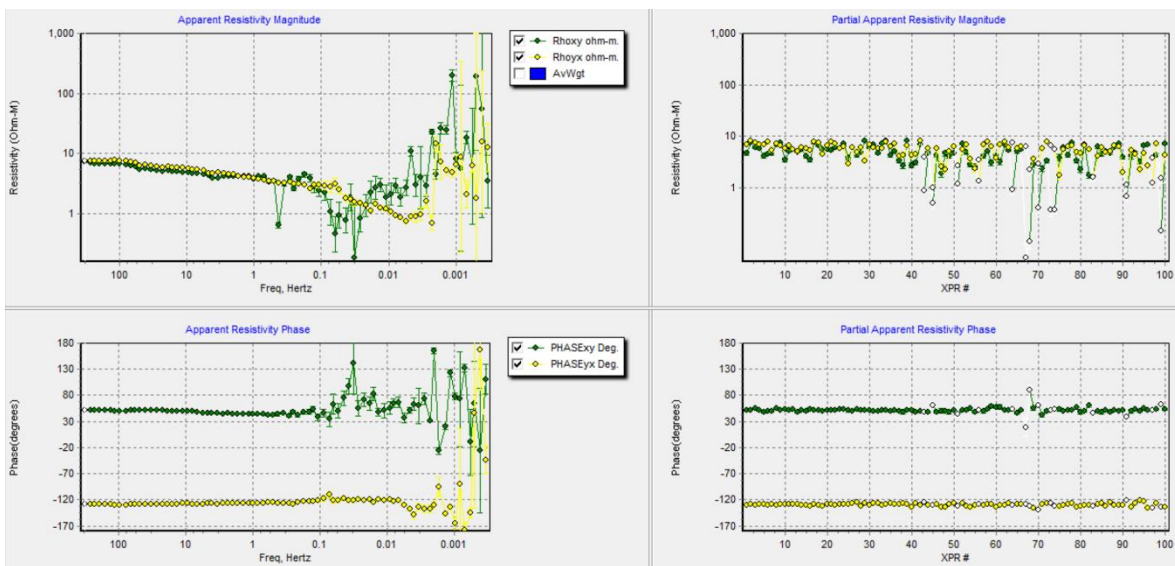 Apparent Resistivity Magnitude
1,000
100
10
1
Resistivity (Ohm-M)
100 10 1 0.1 0.01 0.001
Freq, Hertz
Rhoxy ohm-m.
Rhoyx ohm-m.
AvWgt
Partial Apparent Resistivity Magnitude
1,000
100
10
1
Resistivity (Ohm-M)
10 20 30 40 50 60 70 80 90 100
XPR #
Apparent Resistivity Phase
180
130
80
30
-20
-70
-120
-170
Phase(degrees)
100 10 1 0.1 0.01 0.001
Freq, Hertz
PHASExy Deg.
PHASEyx Deg.
Partial Apparent Resistivity Phase
180
130
80
30
-20
-70
-120
-170
Phase(degrees)
10 20 30 40 50 60 70 80 90 100
XPR #